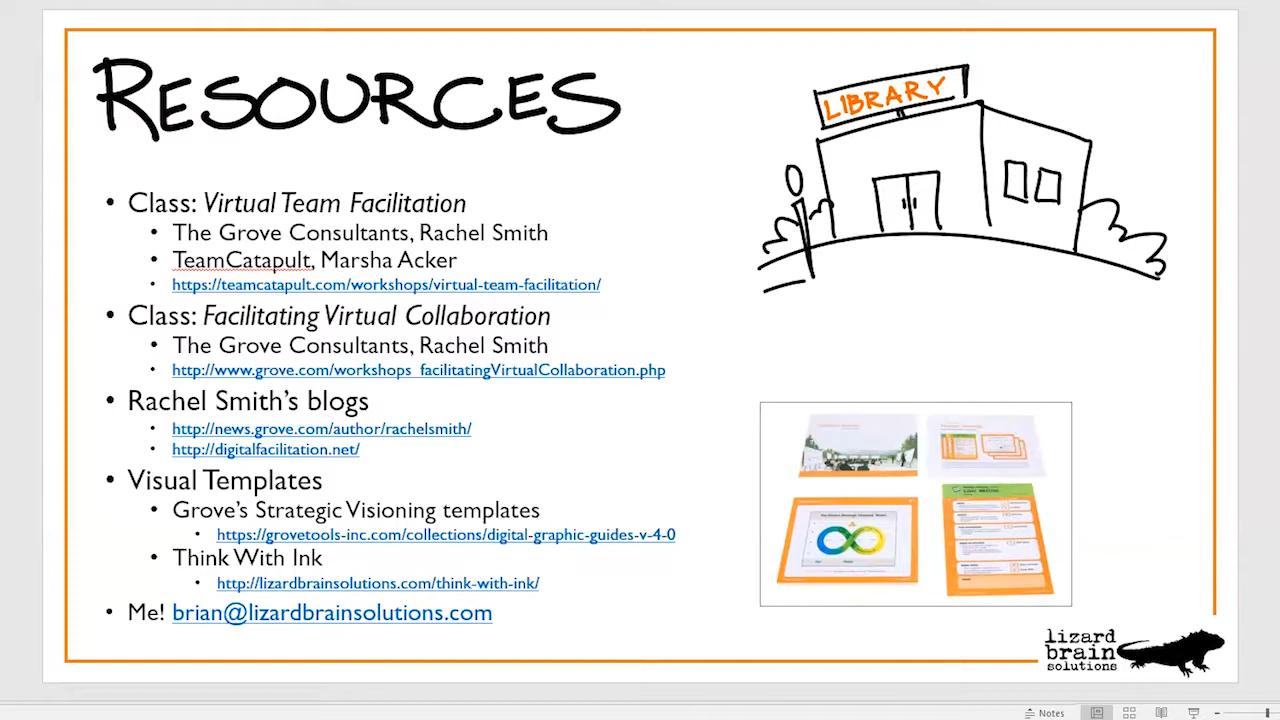 RESOURCES
LIBRARY
• Class: Virtual Team Facilitation
• The Grove Consultants, Rachel Smith
• TeamCatapult, Marsha Acker
• https://teamcatapult.com/workshops/virtual-team-facilitation/
• Class: Facilitating Virtual Collaboration
• The Grove Consultants, Rachel Smith
• http://www.grove.com/workshops_facilitatingVirtualCollaboration.php
• Rachel Smith’s blogs
• http://news.grove.com/author/rachelsmith/
• http://digitalfacilitation.net/
• Visual Templates
• Grove’s Strategic Visioning templates
• https://grovetools-inc.com/collections/digital-graphic-guides-v-4-0
• Think With Ink
• http://lizardbrainsolutions.com/think-with-ink/
• Me! brian@lizardbrainsolutions.com
lizard
brain
solutions
Notes